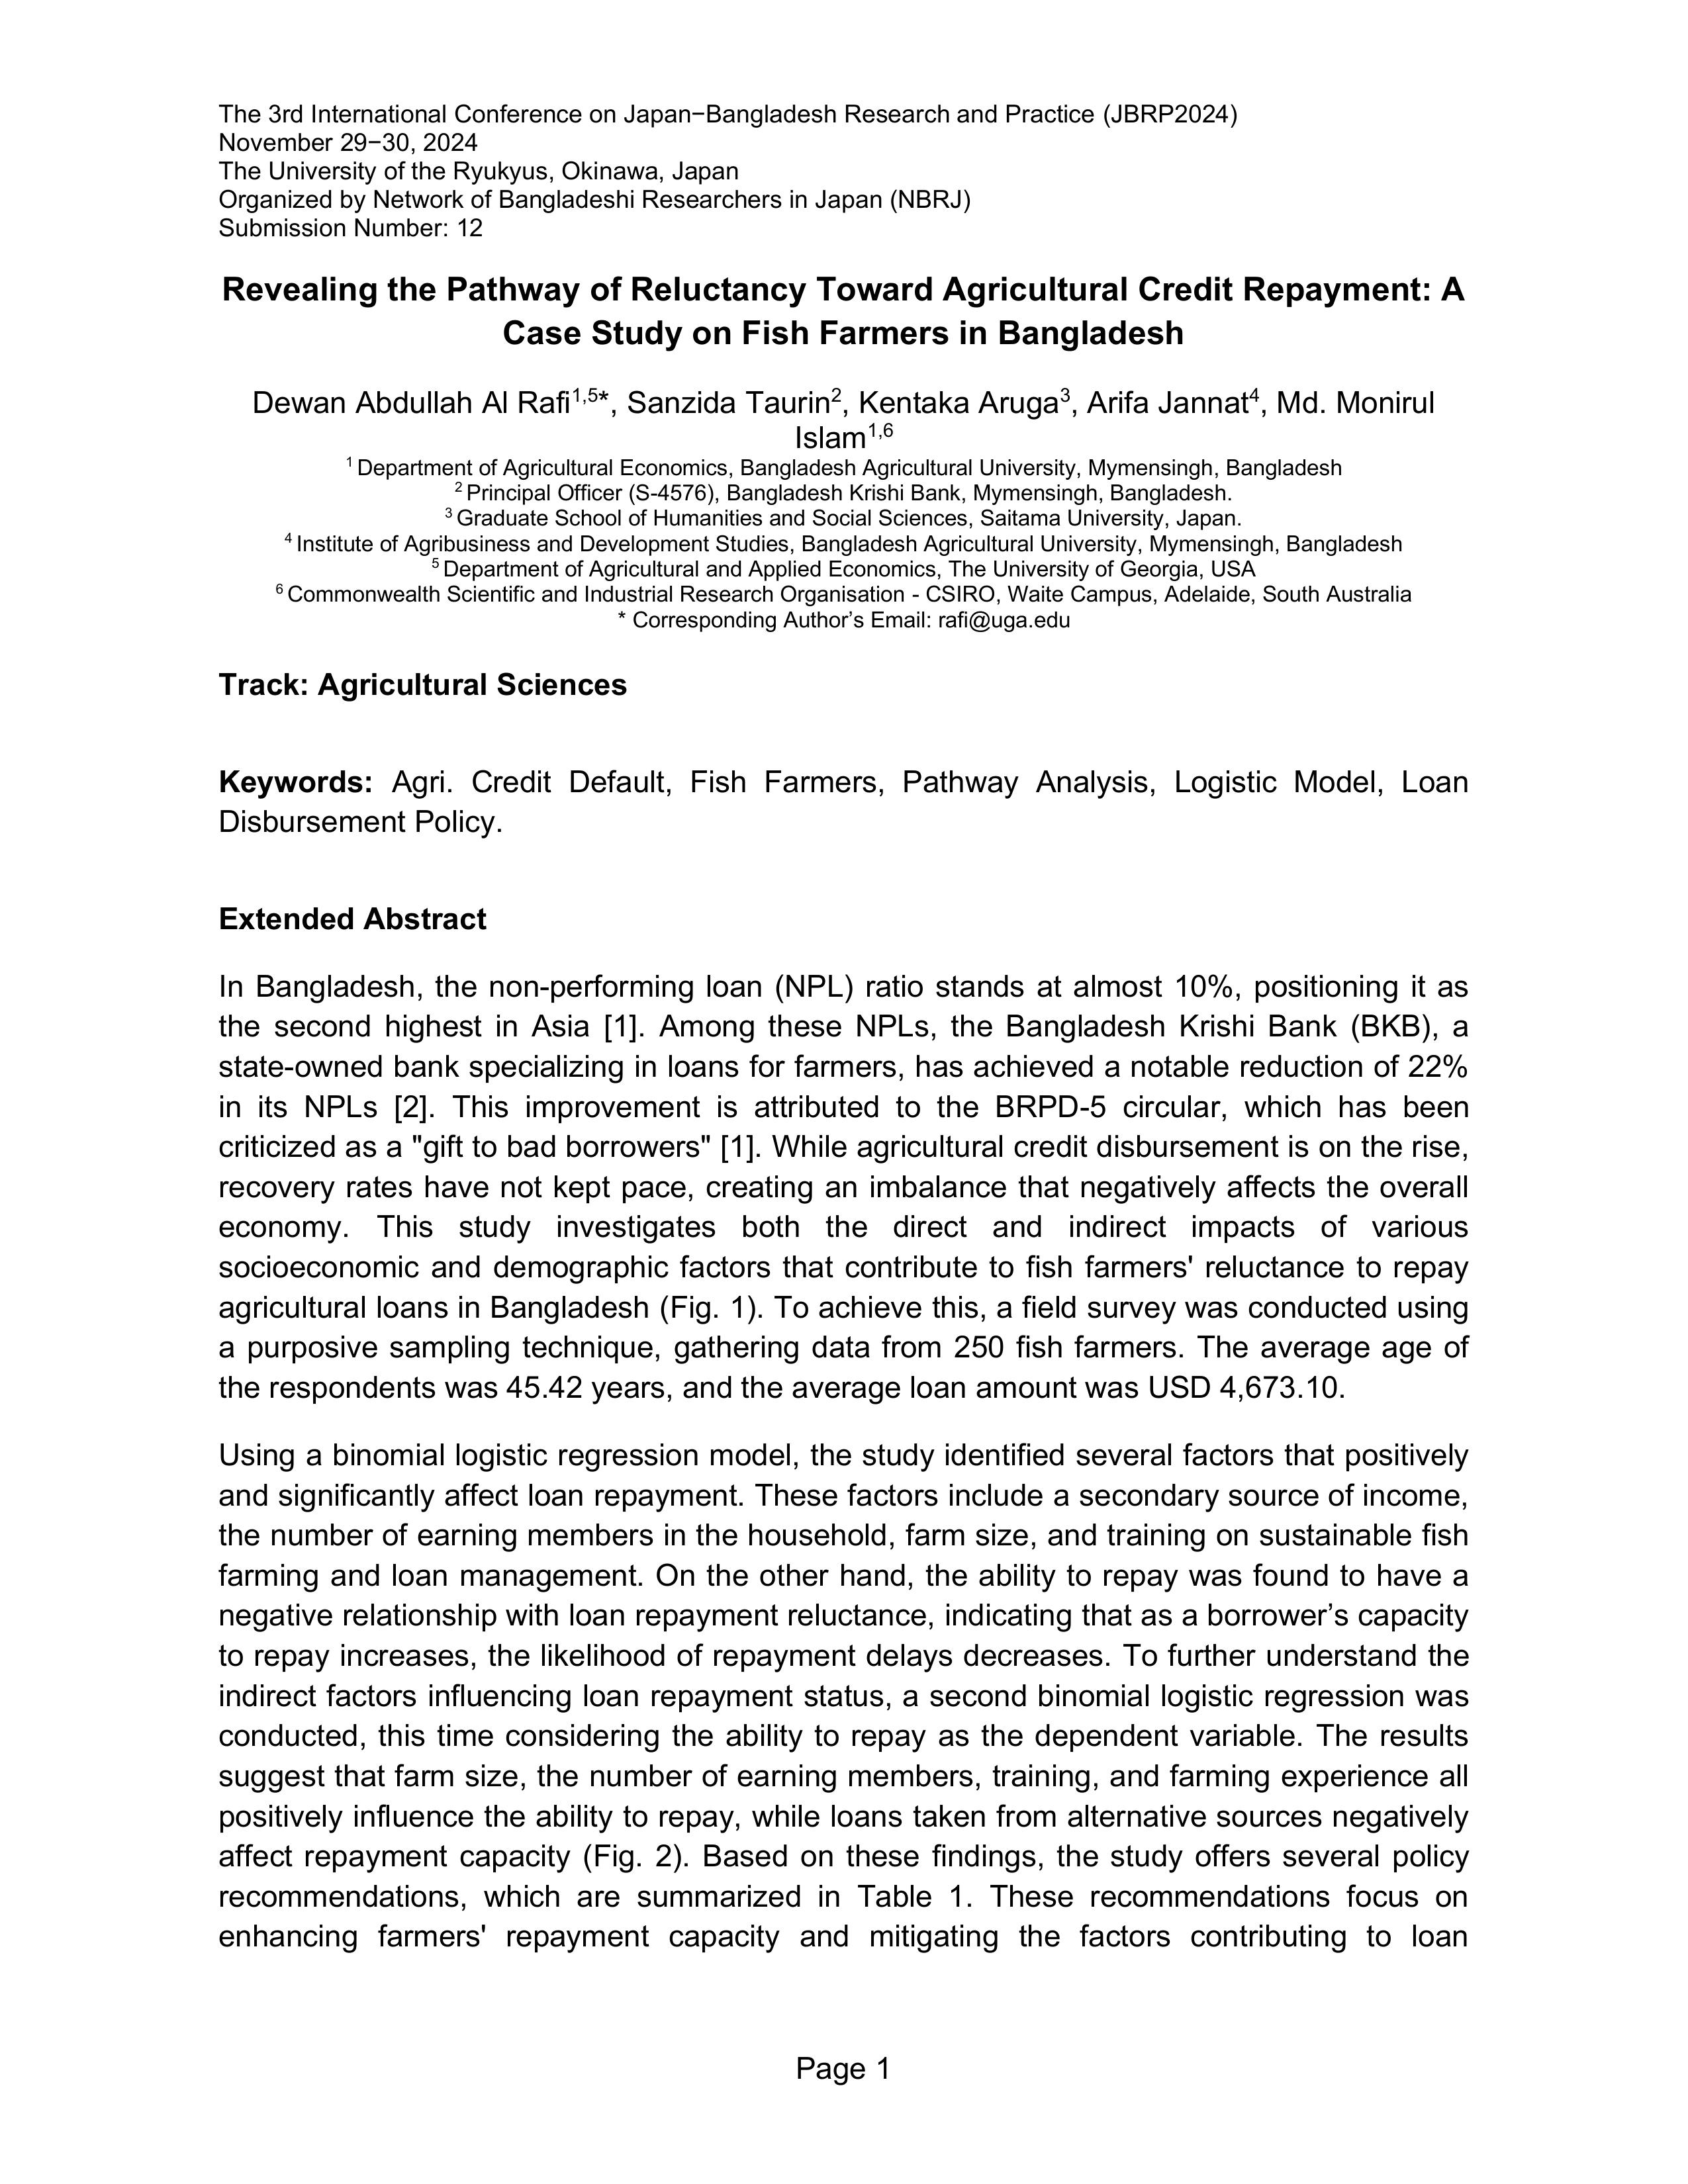 The 3rd International Conference on Japan−Bangladesh Research and Practice (JBRP2024)
November 29−30, 2024
The University of the Ryukyus, Okinawa, Japan
Organized by Network of Bangladeshi Researchers in Japan (NBRJ)
Submission Number: 12
Revealing the Pathway of Reluctancy Toward Agricultural Credit Repayment: A
Case Study on Fish Farmers in Bangladesh
Dewan Abdullah Al Rafi1,5*, Sanzida Taurin2, Kentaka Aruga3, Arifa Jannat4, Md. Monirul
Islam1,6
1 Department of Agricultural Economics, Bangladesh Agricultural University, Mymensingh, Bangladesh
2 Principal Officer (S-4576), Bangladesh Krishi Bank, Mymensingh, Bangladesh.
3 Graduate School of Humanities and Social Sciences, Saitama University, Japan.
4 Institute of Agribusiness and Development Studies, Bangladesh Agricultural University, Mymensingh, Bangladesh
5 Department of Agricultural and Applied Economics, The University of Georgia, USA
6 Commonwealth Scientific and Industrial Research Organisation - CSIRO, Waite Campus, Adelaide, South Australia
* Corresponding Author’s Email: rafi@uga.edu
Track: Agricultural Sciences
Keywords: Agri. Credit Default, Fish Farmers, Pathway Analysis, Logistic Model, Loan
Disbursement Policy.
Extended Abstract
In Bangladesh, the non-performing loan (NPL) ratio stands at almost 10%, positioning it as
the second highest in Asia [1]. Among these NPLs, the Bangladesh Krishi Bank (BKB), a
state-owned bank specializing in loans for farmers, has achieved a notable reduction of 22%
in its NPLs [2]. This improvement is attributed to the BRPD-5 circular, which has been
criticized as a "gift to bad borrowers" [1]. While agricultural credit disbursement is on the rise,
recovery rates have not kept pace, creating an imbalance that negatively affects the overall
economy. This study investigates both the direct and indirect impacts of various
socioeconomic and demographic factors that contribute to fish farmers' reluctance to repay
agricultural loans in Bangladesh (Fig. 1). To achieve this, a field survey was conducted using
a purposive sampling technique, gathering data from 250 fish farmers. The average age of
the respondents was 45.42 years, and the average loan amount was USD 4,673.10.
Using a binomial logistic regression model, the study identified several factors that positively
and significantly affect loan repayment. These factors include a secondary source of income,
the number of earning members in the household, farm size, and training on sustainable fish
farming and loan management. On the other hand, the ability to repay was found to have a
negative relationship with loan repayment reluctance, indicating that as a borrower’s capacity
to repay increases, the likelihood of repayment delays decreases. To further understand the
indirect factors influencing loan repayment status, a second binomial logistic regression was
conducted, this time considering the ability to repay as the dependent variable. The results
suggest that farm size, the number of earning members, training, and farming experience all
positively influence the ability to repay, while loans taken from alternative sources negatively
affect repayment capacity (Fig. 2). Based on these findings, the study offers several policy
recommendations, which are summarized in Table 1. These recommendations focus on
enhancing farmers' repayment capacity and mitigating the factors contributing to loan
Page 1